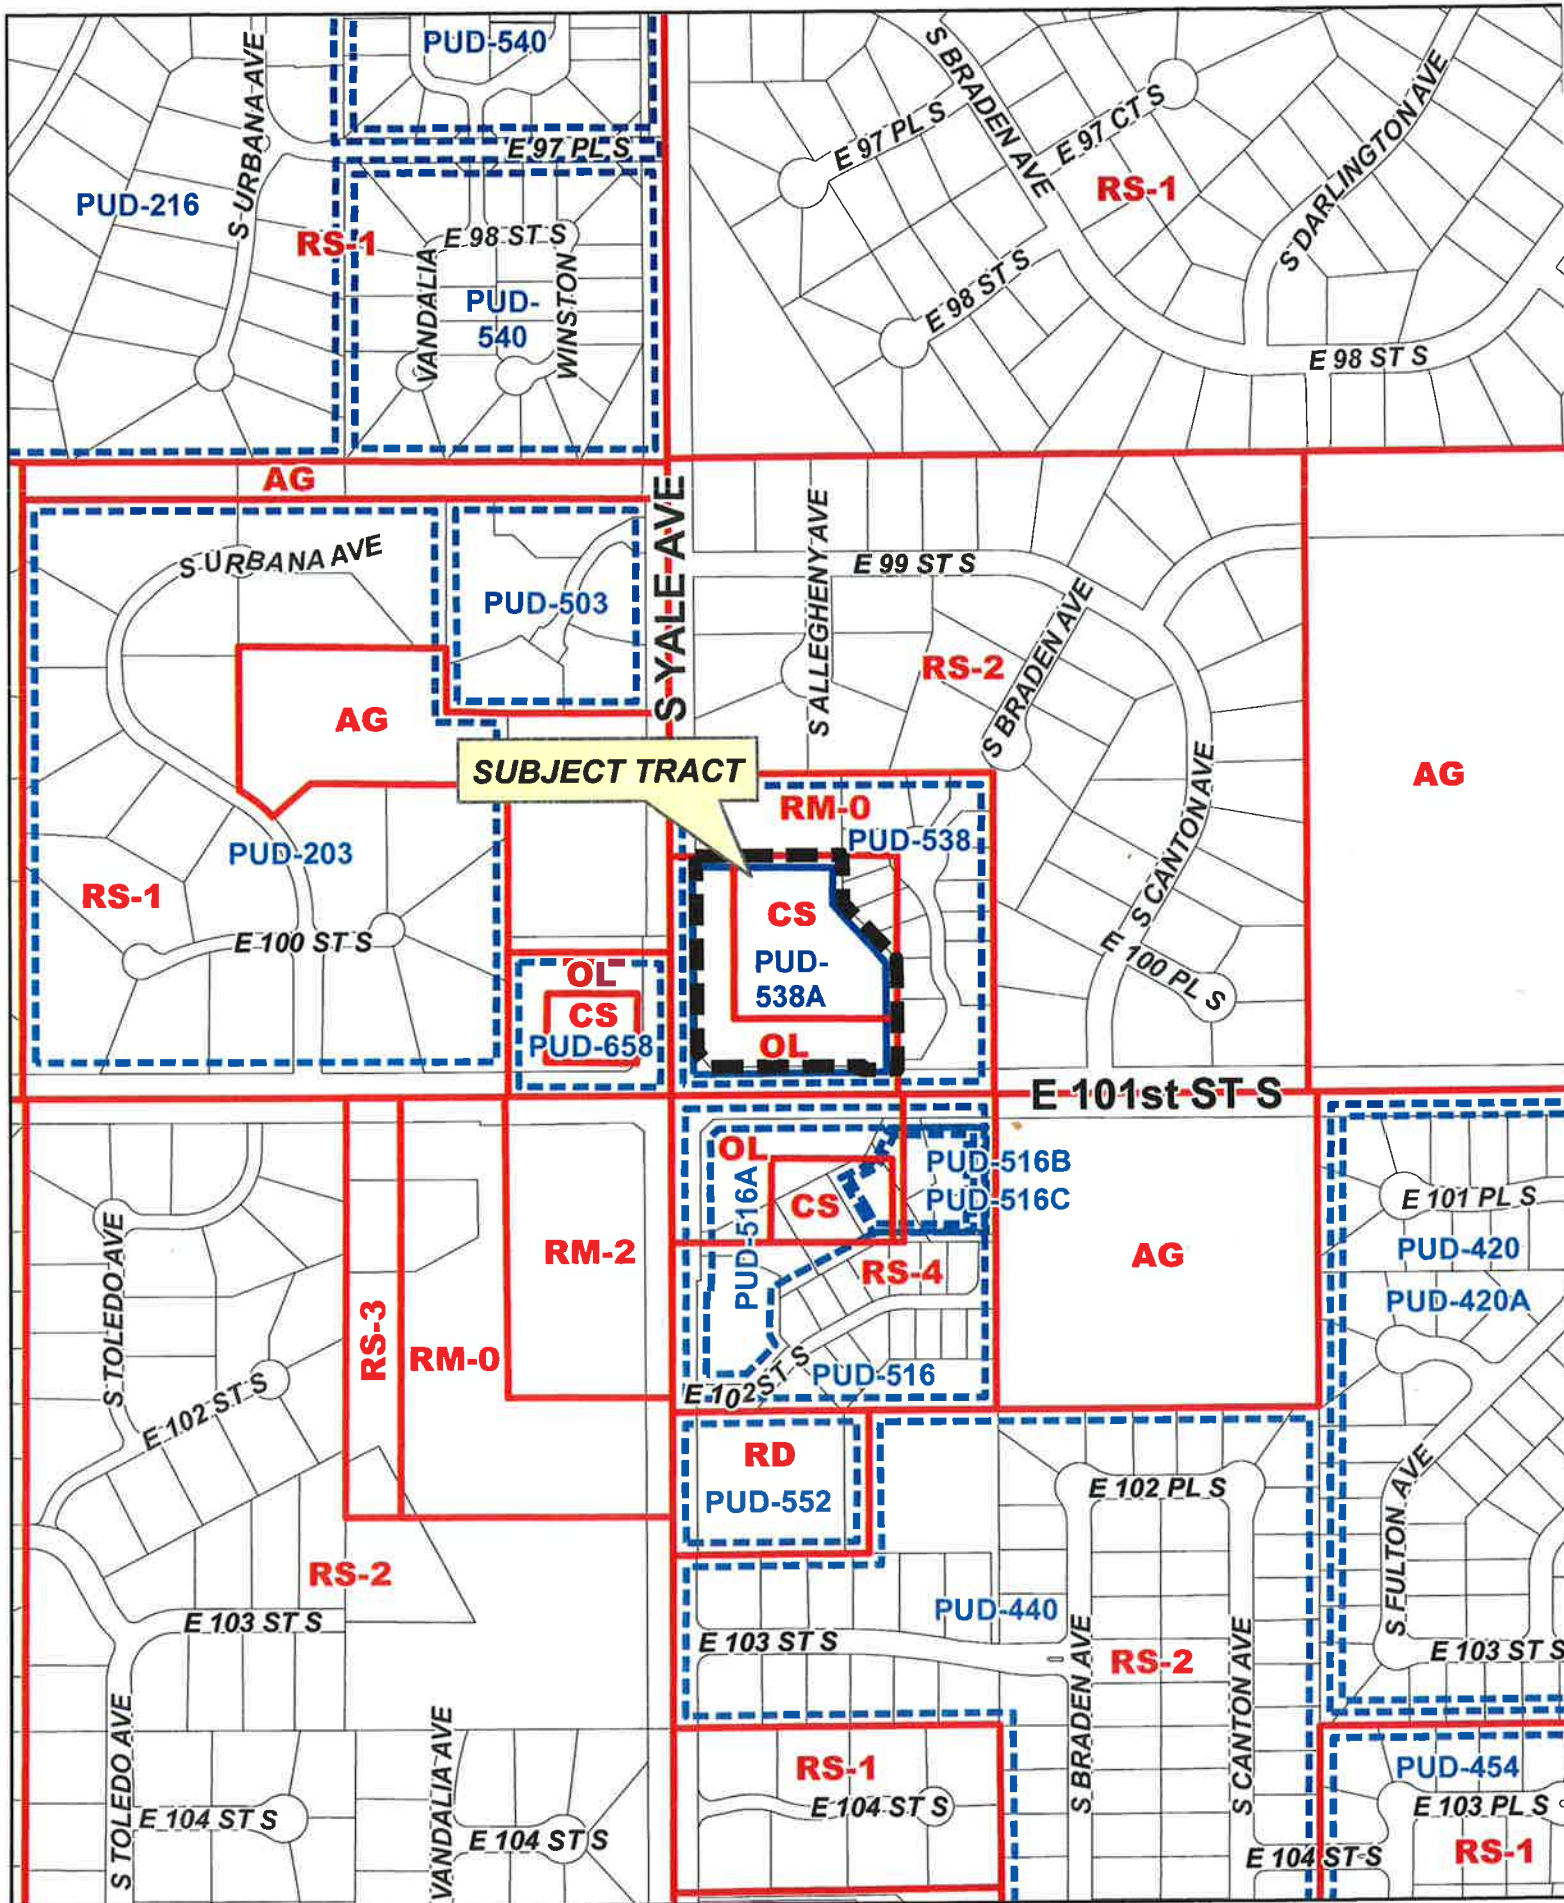 PUD-540
S URBANA AVE
E 97 PL S
PUD-216
RS-1
E 98 ST S
VANDALIA
PUD-
540
WINSTON
S BRADEN AVE
E 97 PL S
E 97 CT S
RS-1
S DARLINGTON AVE
E 98 ST S
E 98 ST S
AG
S URBANA AVE
PUD-503
S YALE AVE
AG
E 99 ST S
S ALLEGHENY AVE
RS-2
S BRADEN AVE
S CANTON AVE
AG
SUBJECT TRACT
RM-0
PUD-538
PUD-203
RS-1
E 100 ST S
CS
PUD-
538A
OL
E 100 PL S
OL
CS
PUD-658
E 101st ST S
OL
PUD-516A
CS
PUD-516B
PUD-516C
RS-4
E 102 ST S
PUD-516
AG
E 101 PL S
PUD-420
PUD-420A
S TOLEDO AVE
RS-3
RM-0
RM-2
E 102 ST S
RD
PUD-552
E 102 PL S
S FULTON AVE
RS-2
E 103 ST S
PUD-440
E 103 ST S
S BRADEN AVE
RS-2
S CANTON AVE
E 103 ST S
S TOLEDO AVE
VANDALIA AVE
E 104 ST S
E 104 ST S
RS-1
E 104 ST S
PUD-454
E 103 PL S
RS-1
E 104 ST S